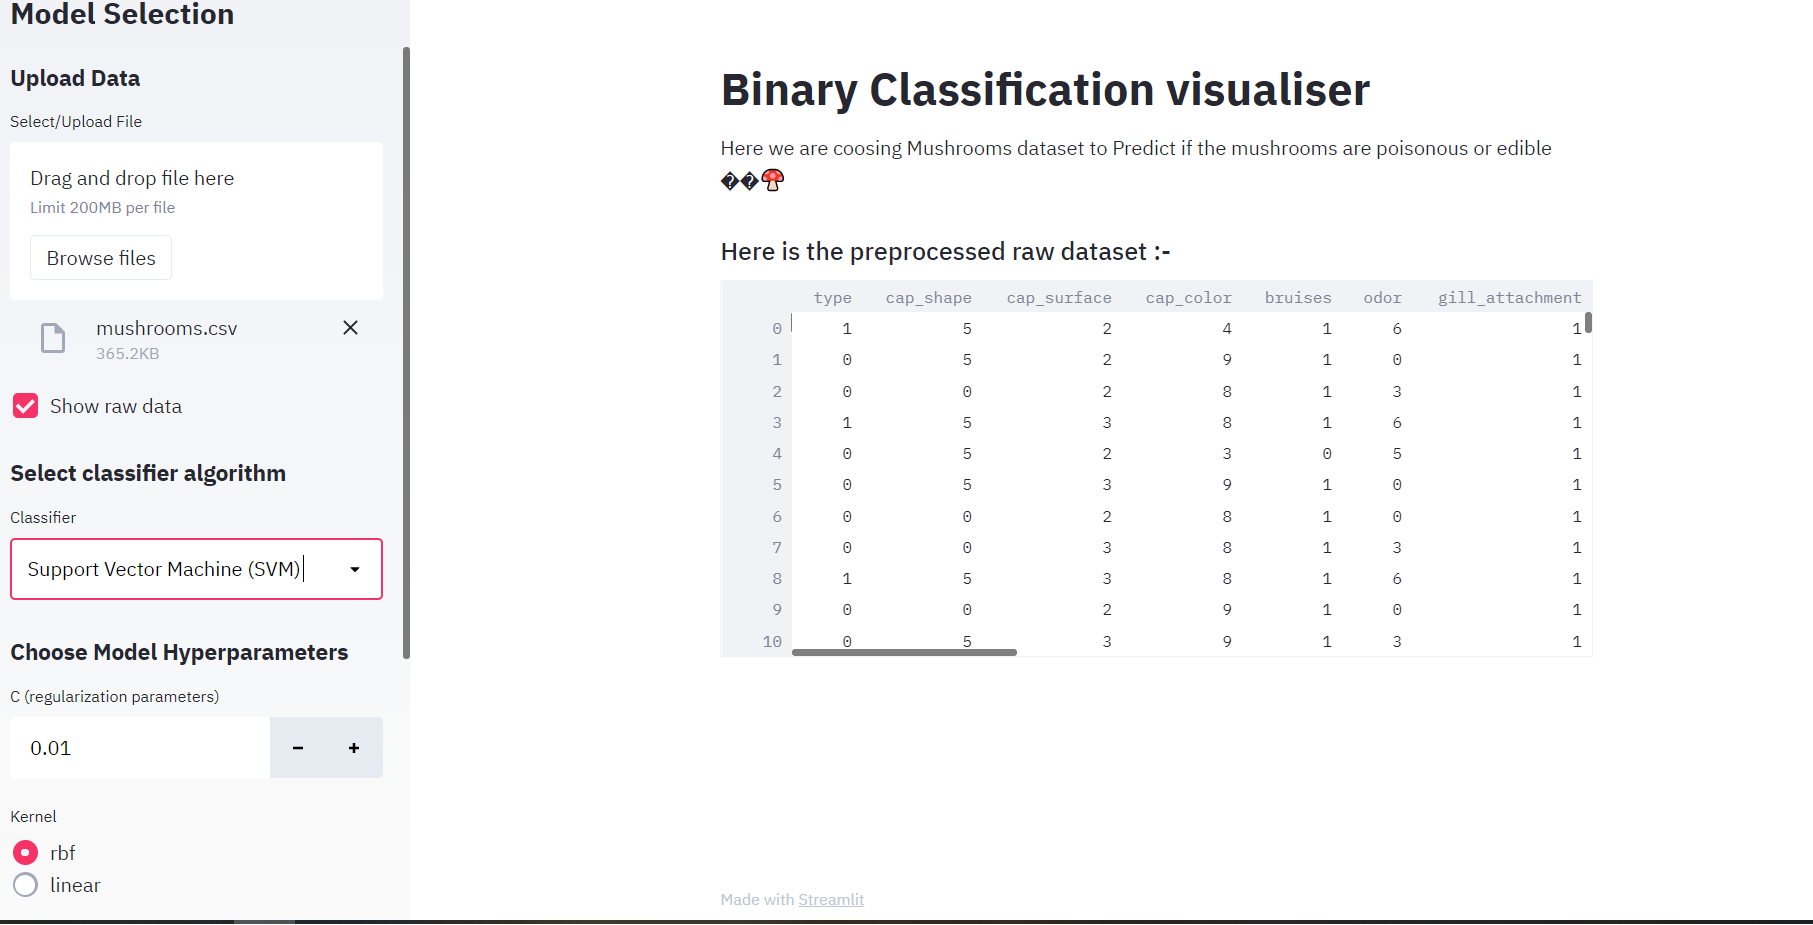 Model Selection
Upload Data
Select/Upload File
Drag and drop file here
Limit 200MB per file
Browse files
mushrooms.csv
365.2KB
Show raw data
Select classifier algorithm
Classifier
Support Vector Machine (SVM)
Choose Model Hyperparameters
C (regularization parameters)
0.01
Kernel
rbf
linear
Binary Classification visualiser
Here we are coosing Mushrooms dataset to Predict if the mushrooms are poisonous or edible
��🍄
Here is the preprocessed raw dataset :-
type cap_shape cap_surface cap_color bruises odor gill_attachment
0 1 5 2 4 1 6 1
1 0 5 2 9 1 0 1
2 0 0 2 8 1 3 1
3 1 5 3 8 1 6 1
4 0 5 2 3 0 5 1
5 0 5 3 9 1 0 1
6 0 0 2 8 1 0 1
7 0 0 3 8 1 3 1
8 1 5 3 8 1 6 1
9 0 0 2 9 1 0 1
10 0 5 3 9 1 3 1
Made with Streamlit